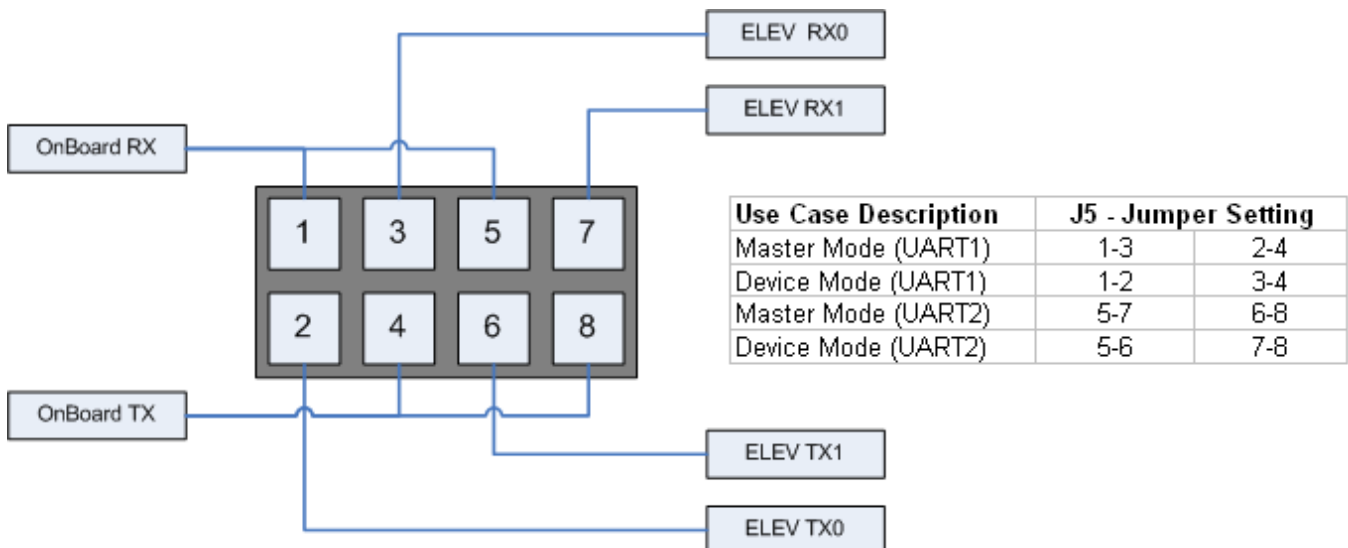 ELEV RX0
ELEV RX1
OnBoard RX
1 3 5 7
2 4 6 8
OnBoard TX
ELEV TX1
ELEV TX0
Use Case Description J5 - Jumper Setting
Master Mode (UART1) 1-3 2-4
Device Mode (UART1) 1-2 3-4
Master Mode (UART2) 5-7 6-8
Device Mode (UART2) 5-6 7-8